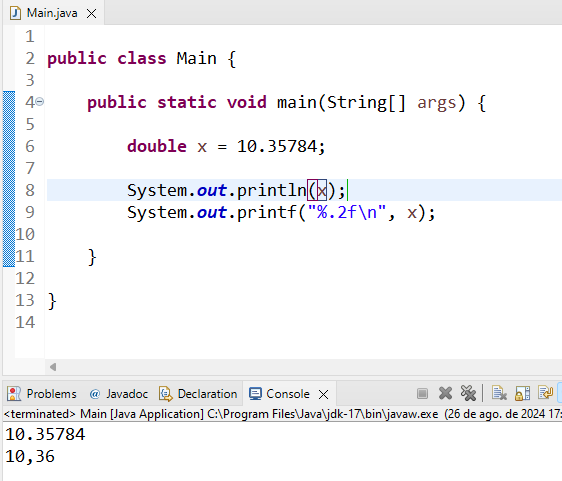 Main.java
1
2 public class Main {
3
4 public static void main(String[] args) {
5
6 double x = 10.35784;
7
8 System.out.println(x);
9 System.out.printf("%.2f\n", x);
10
11 }
12
13 }
14
Problems @ Javadoc Declaration Console
<terminated> Main [Java Application] C:\Program Files\Java\jdk-17\bin\javaw.exe (26 de ago. de 2024 17:
10.35784
10,36